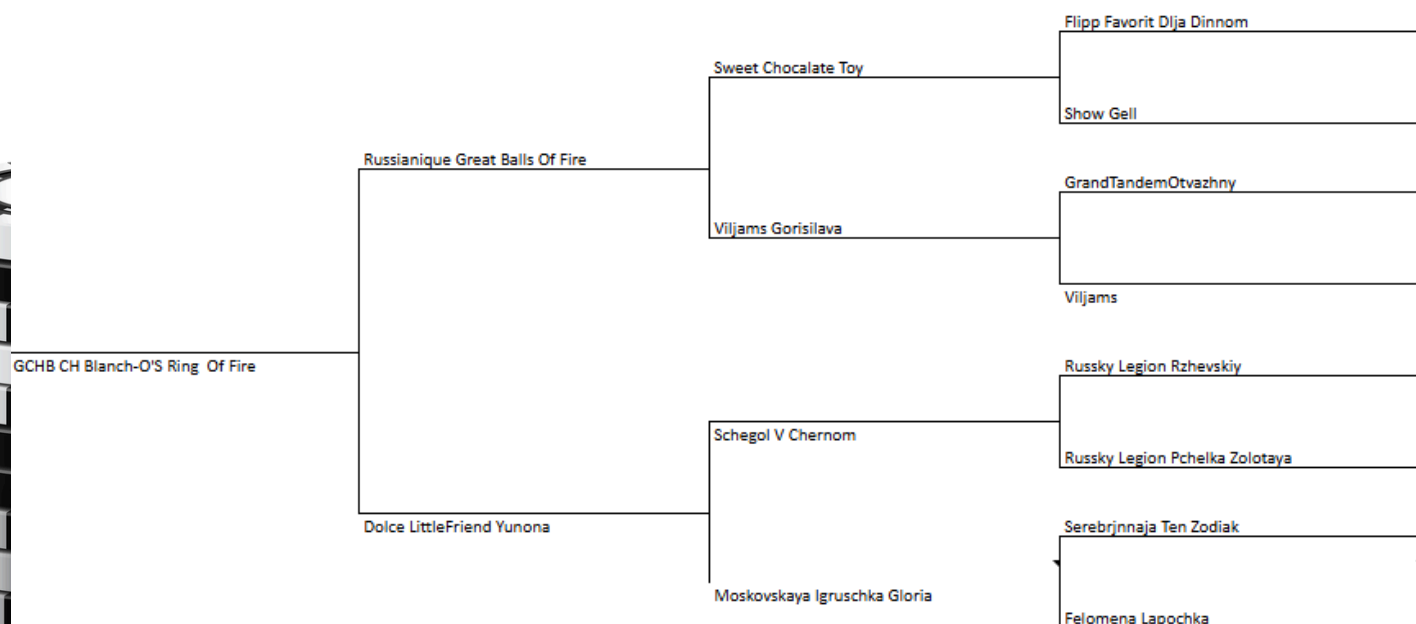 Flipp Favorit Dlja Dinnom
Sweet Chocalate Toy
Show Gell
Russianique Great Balls Of Fire
GrandTandemOtvazhny
Viljams Gorisilava
Viljams
GCHB CH Blanch-O'S Ring  Of Fire
Russky Legion Rzhevskiy
Schegol V Chernom
Russky Legion Pchelka Zolotaya
Dolce LittleFriend Yunona
Serebrjnnaja Ten Zodiak
Moskovskaya Igruschka Gloria
Felomena Lapochka